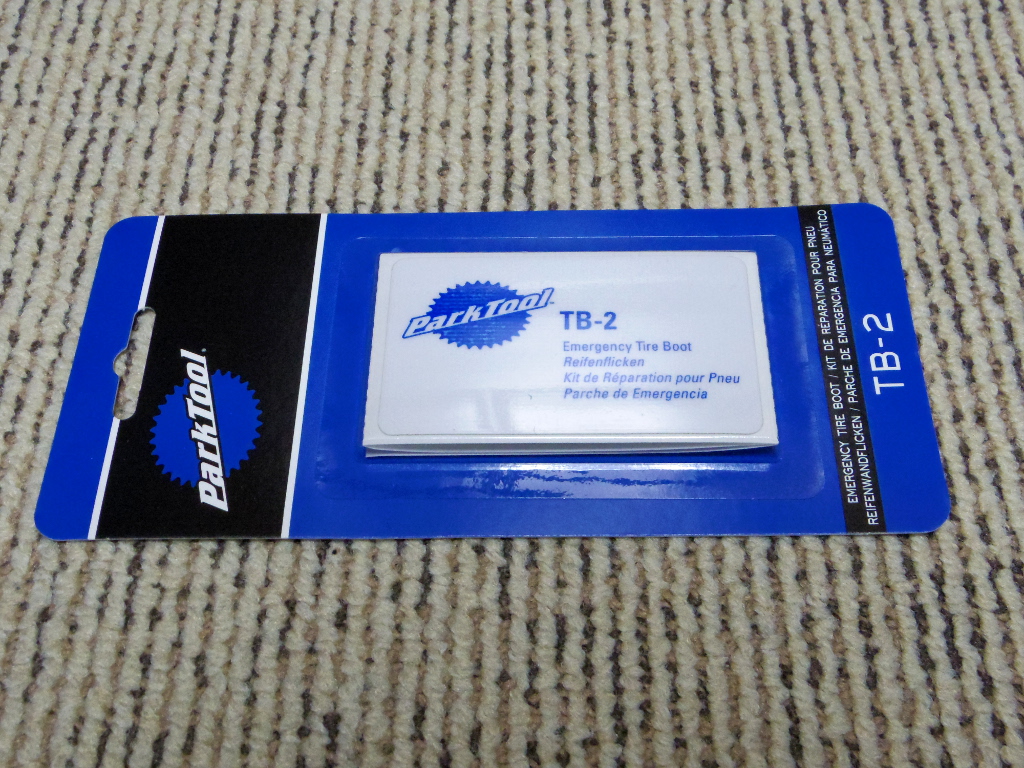 ParkTool
ParkTool
TB-2
Emergency Tire Boot
Reifenflicken
Kit de Réparation pour Pneu
Parche de Emergencia
EMERGENCY TIRE BOOT / KIT DE RÉPARATION POUR PNEU
REIFENWANDFLICKEN / PARCHE DE EMERGENCIA PARA NEUMÁTICO
TB-2